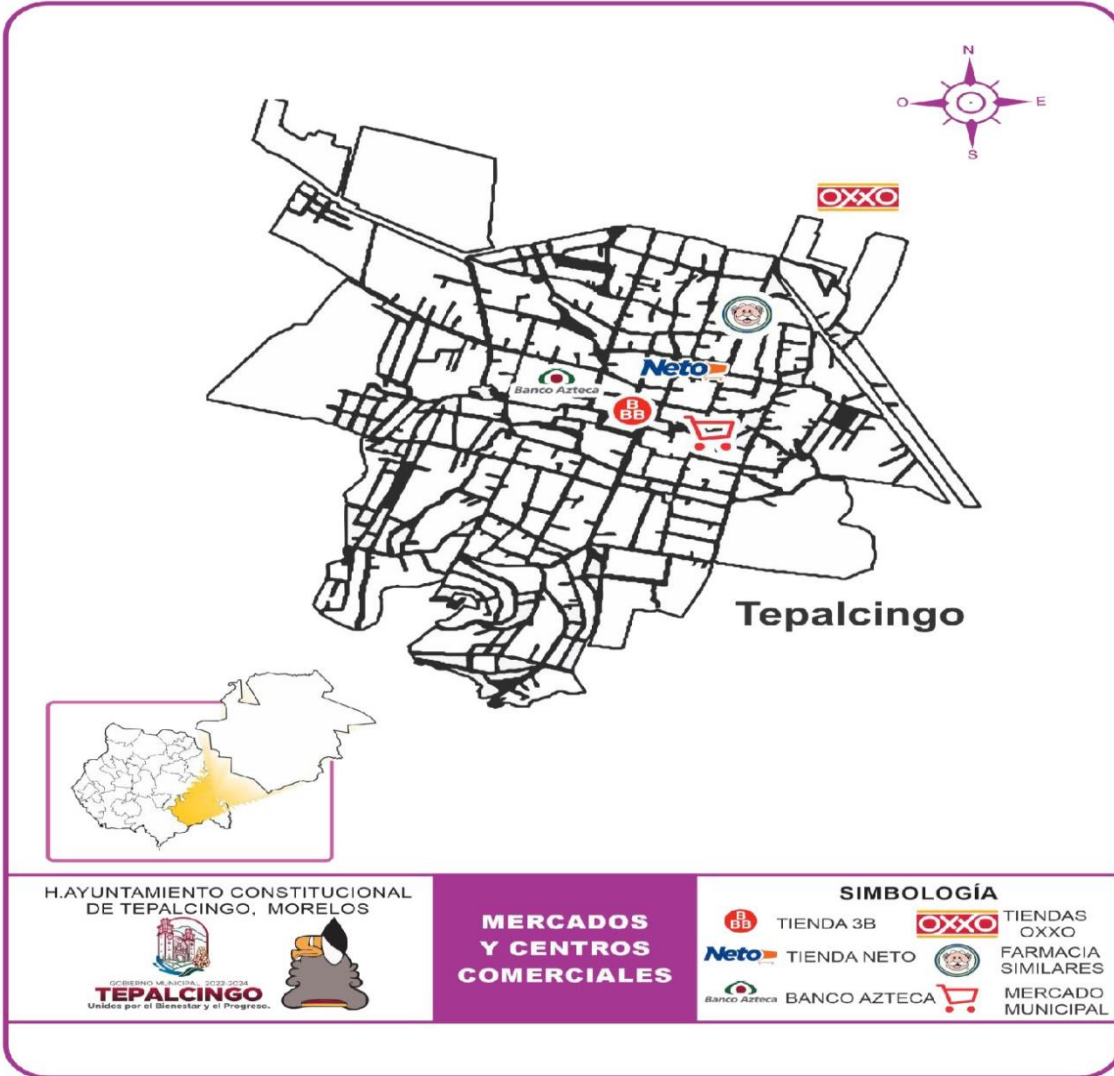 N
O
E
S
OXXO
Neto
Banco Azteca
B
BB
Tepalcingo
H.AYUNTAMIENTO CONSTITUCIONAL
DE TEPALCINGO, MORELOS
GOBIERNO MUNICIPAL 2022-2024
TEPALCINGO
Unidos por el Bienestar y el Progreso.
MERCADOS
Y CENTROS
COMERCIALES
SIMBOLOGÍA
B
BB
TIENDA 3B
OXXO
TIENDAS
OXXO
Neto
TIENDA NETO
FARMACIA
SIMILARES
Banco Azteca
BANCO AZTECA
MERCADO
MUNICIPAL